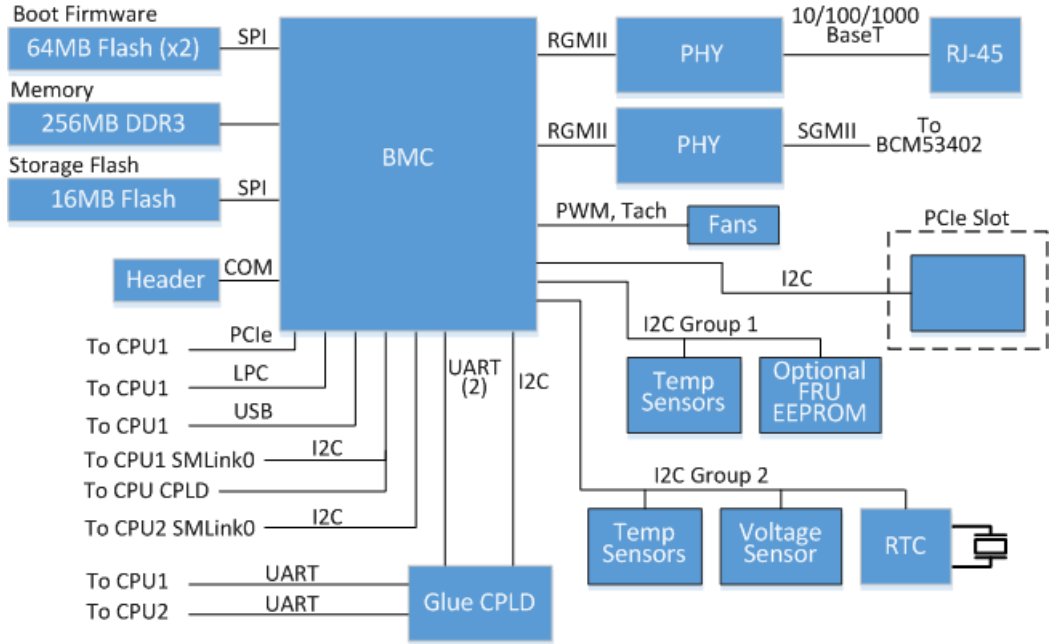 Boot Firmware
64MB Flash (x2)
SPI
Memory
256MB DDR3
Storage Flash
16MB Flash
SPI
Header
COM
BMC
RGMII
PHY
10/100/1000
BaseT
RJ-45
RGMII
PHY
SGMII
To
BCM53402
PWM, Tach
Fans
PCIe Slot
I2C
I2C Group 1
Temp
Sensors
Optional
FRU
EEPROM
I2C Group 2
Temp
Sensors
Voltage
Sensor
RTC
To CPU1
PCIe
To CPU1
LPC
To CPU1
USB
To CPU1 SMLink0
I2C
To CPU CPLD
To CPU2 SMLink0
I2C
UART
(2)
I2C
To CPU1
UART
To CPU2
UART
Glue CPLD